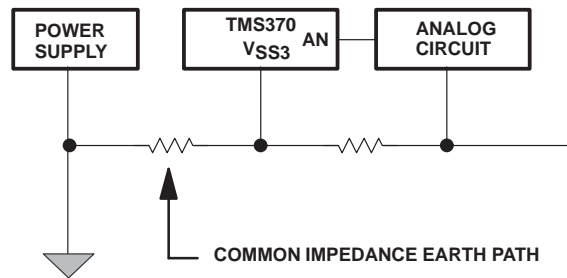 POWER
SUPPLY
TMS370
VSS3 AN
ANALOG
CIRCUIT
COMMON IMPEDANCE EARTH PATH